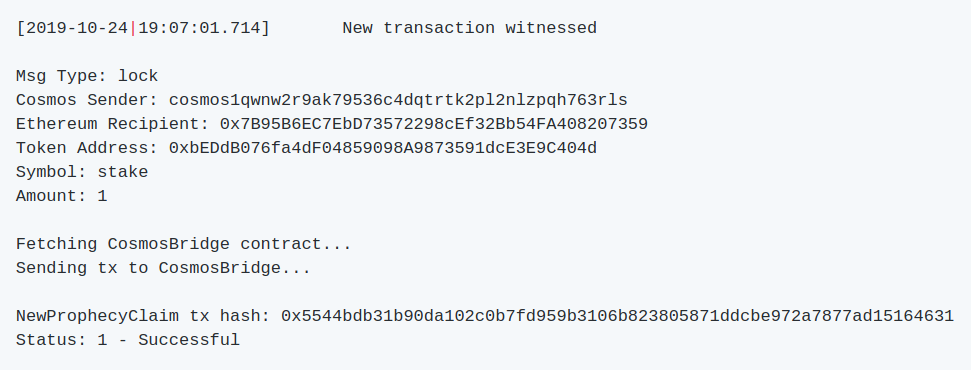 [2019-10-24|19:07:01.714]       New transaction witnessed
Msg Type: lock
Cosmos Sender: cosmos1qwnw2r9ak79536c4dqtrtk2pl2nlzpqh763rls
Ethereum Recipient: 0x7B95B6EC7EbD73572298cEf32Bb54FA408207359
Token Address: 0xbEDdB076fa4dF04859098A9873591dcE3E9C404d
Symbol: stake
Amount: 1
Fetching CosmosBridge contract...
Sending tx to CosmosBridge...
NewProphecyClaim tx hash: 0x5544bdb31b90da102c0b7fd959b3106b823805871ddcbe972a7877ad15164631
Status: 1 - Successful